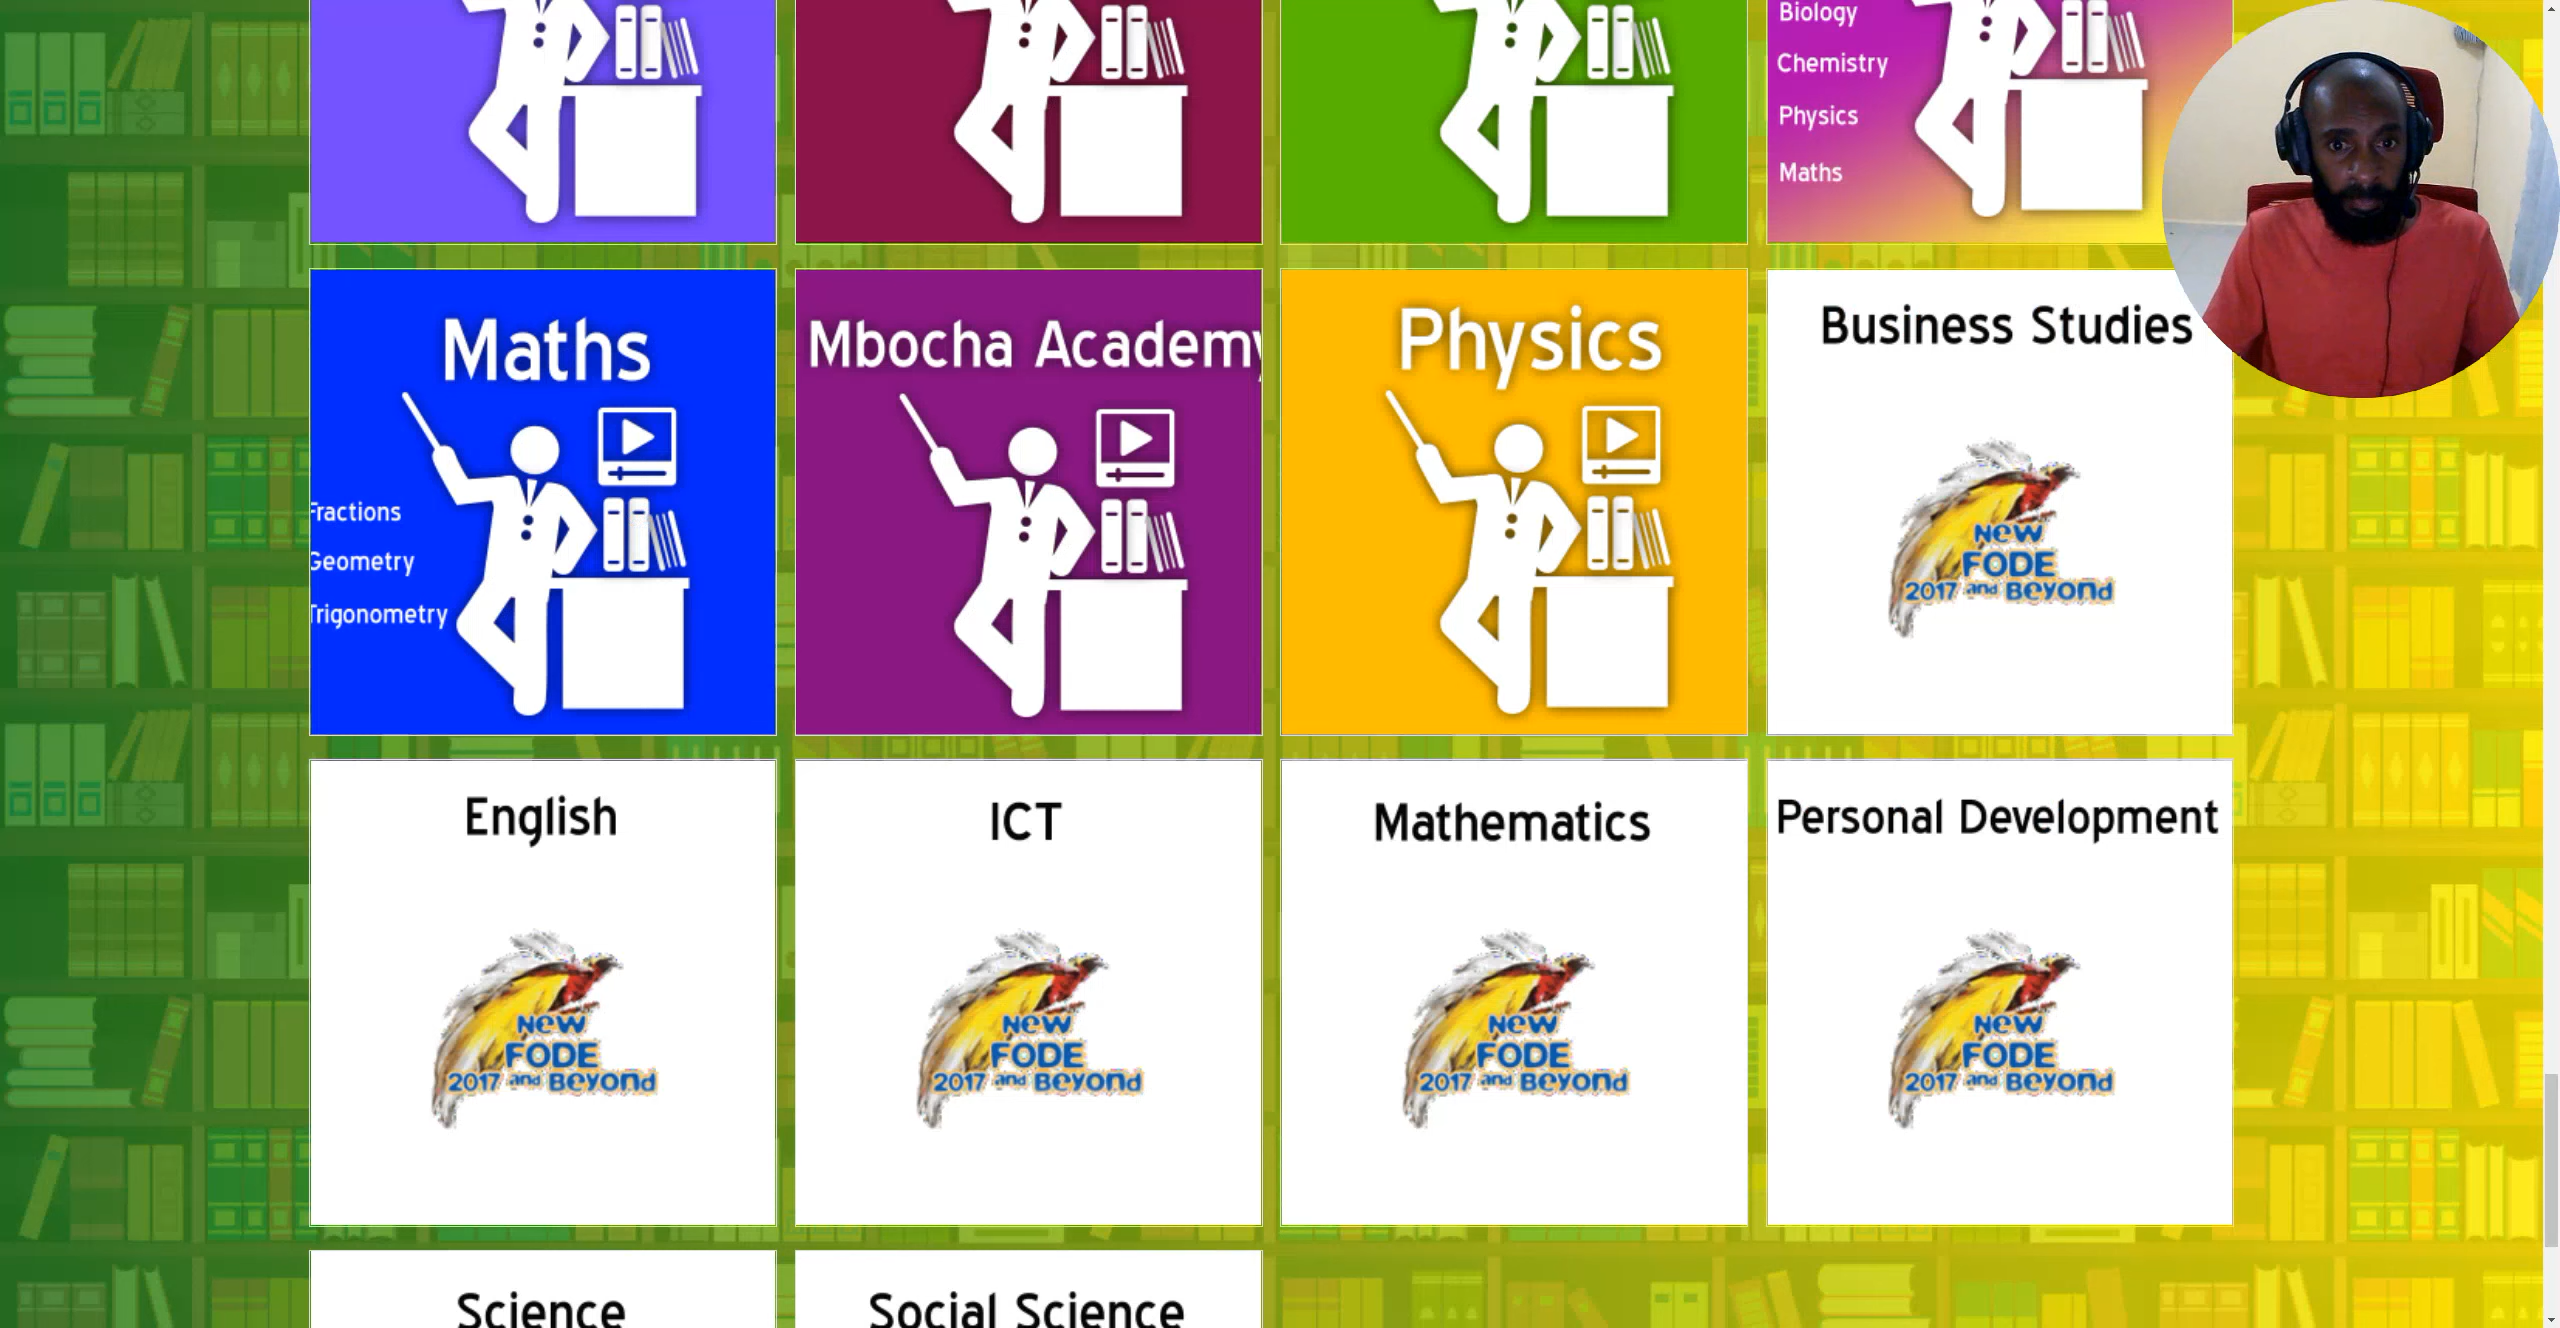 Biology
Chemistry
Physics
Maths
Maths
Fractions
Geometry
Trigonometry
Mbocha Academy
Physics
Business Studies
New
FODE
2017 and Beyond
English
New
FODE
2017 and Beyond
ICT
New
FODE
2017 and Beyond
Mathematics
New
FODE
2017 and Beyond
Personal Development
New
FODE
2017 and Beyond
Science
Social Science